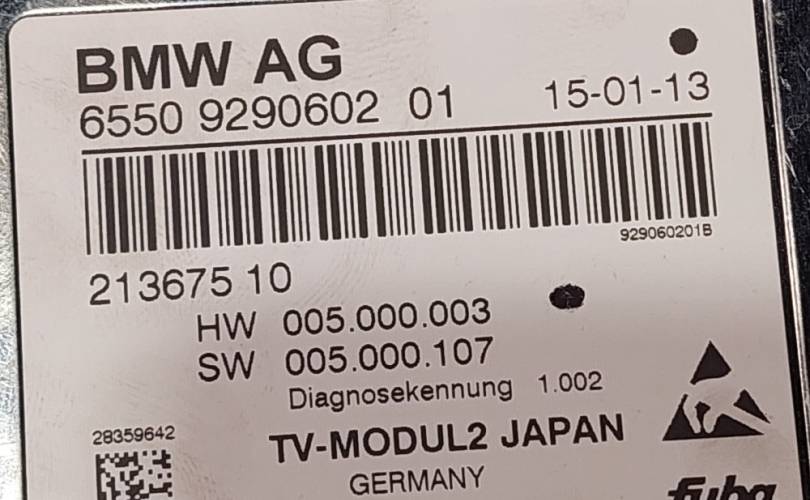 BMW AG
6550 9290602 01 15-01-13
929060201B
213675 10
HW 005.000.003
SW 005.000.107
Diagnosekennung 1.002
28359642
TV-MODUL2 JAPAN
GERMANY
fuba